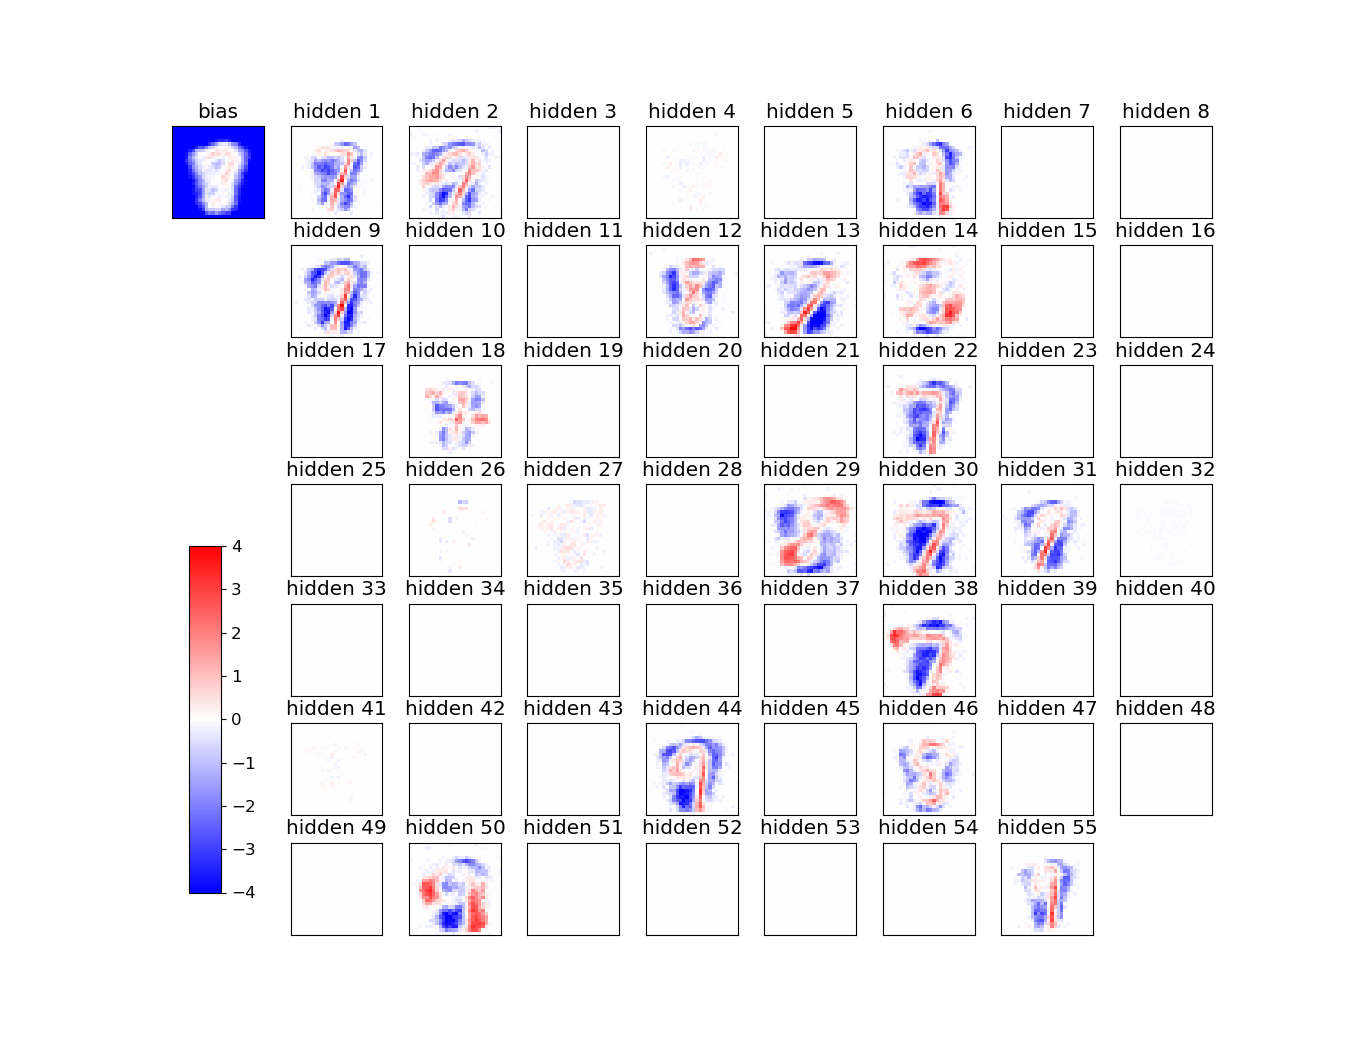 bias hidden 1 hidden 2 hidden 3 hidden 4 hidden 5 hidden 6 hidden 7 hidden 8
hidden 9 hidden 10 hidden 11 hidden 12 hidden 13 hidden 14 hidden 15 hidden 16
hidden 17 hidden 18 hidden 19 hidden 20 hidden 21 hidden 22 hidden 23 hidden 24
hidden 25 hidden 26 hidden 27 hidden 28 hidden 29 hidden 30 hidden 31 hidden 32
hidden 33 hidden 34 hidden 35 hidden 36 hidden 37 hidden 38 hidden 39 hidden 40
hidden 41 hidden 42 hidden 43 hidden 44 hidden 45 hidden 46 hidden 47 hidden 48
hidden 49 hidden 50 hidden 51 hidden 52 hidden 53 hidden 54 hidden 55
4
3
2
1
0
−1
−2
−3
−4